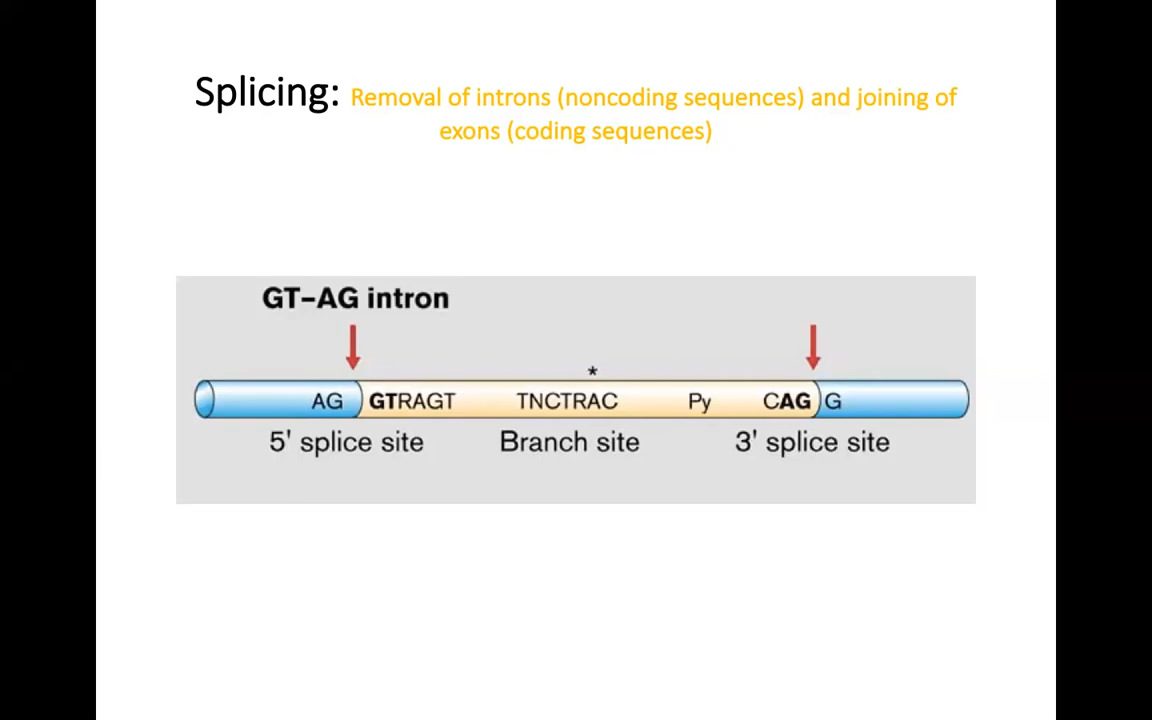 Splicing: Removal of introns (noncoding sequences) and joining of
exons (coding sequences)
GT–AG intron
*
AG GTRAGT TNCTRAC Py CAG G
5' splice site Branch site 3' splice site